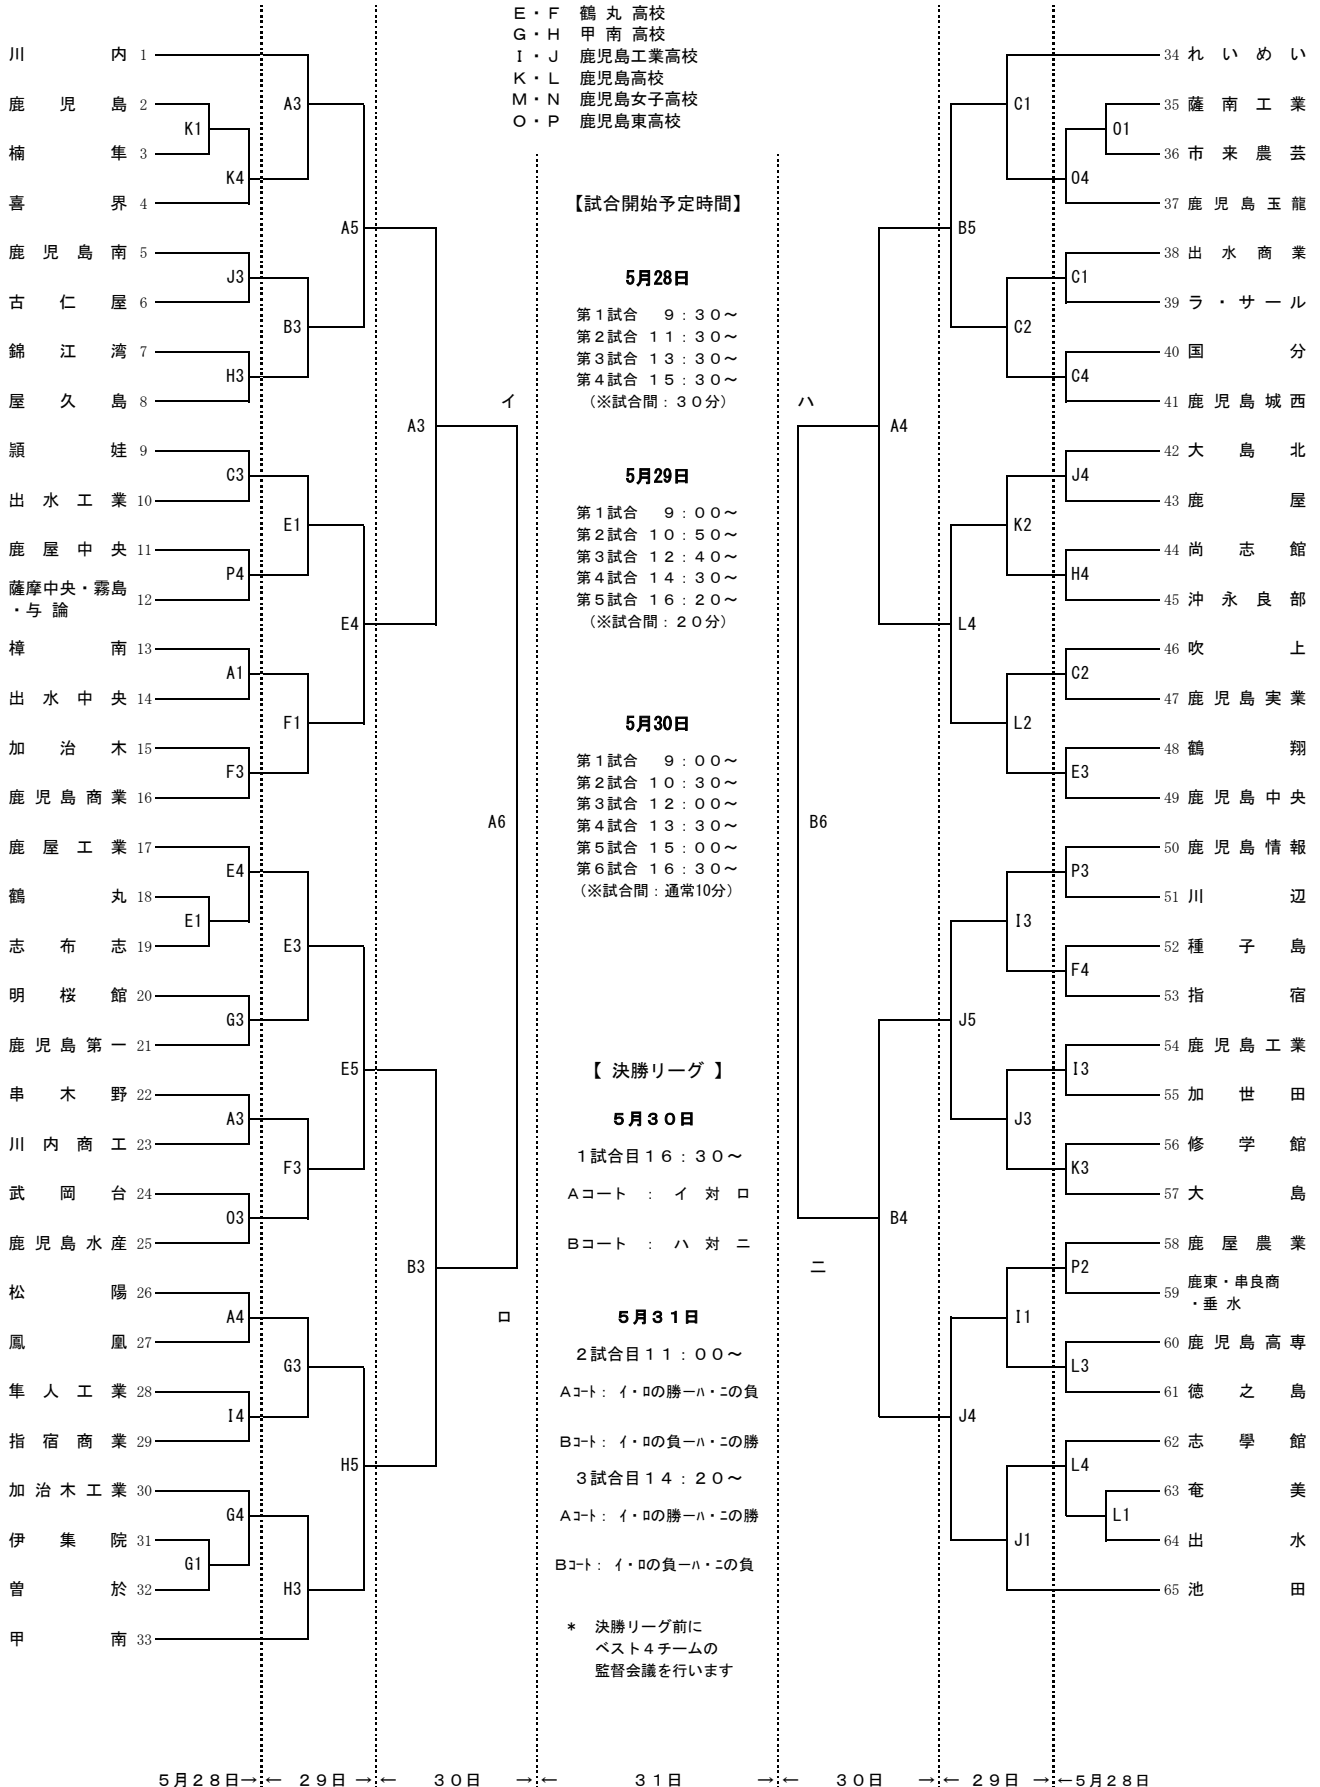 Ｅ・Ｆ 鶴 丸 高校
Ｇ・Ｈ 甲 南 高校
Ｉ・Ｊ 鹿児島工業高校
Ｋ・Ｌ 鹿児島高校
Ｍ・Ｎ 鹿児島女子高校
Ｏ・Ｐ 鹿児島東高校
川内 1
鹿児島 2
楠隼 3
喜界 4
鹿児島南 5
古仁屋 6
錦江湾 7
屋久島 8
頴娃 9
出水工業 10
鹿屋中央 11
薩摩中央・霧島
・与 論 12
樟南 13
出水中央 14
加治木 15
鹿児島商業 16
鹿屋工業 17
鶴丸 18
志布志 19
明桜館 20
鹿児島第一 21
串木野 22
川内商工 23
武岡台 24
鹿児島水産 25
松陽 26
鳳凰 27
隼人工業 28
指宿商業 29
加治木工業 30
伊集院 31
曽於 32
甲南 33
K1
E1
G1
K4
J3
H3
C3
P4
A1
F3
E4
G3
A3
O3
A4
I4
G4
A3
B3
E1
F1
E3
F3
G3
H3
A5
E4
E5
H5
A3
B3
A6
イ
ロ
【試合開始予定時間】
5月28日
第１試合 ９：３０～
第２試合 １１：３０～
第３試合 １３：３０～
第４試合 １５：３０～
（※試合間：３０分）
5月29日
第１試合 ９：００～
第２試合 １０：５０～
第３試合 １２：４０～
第４試合 １４：３０～
第５試合 １６：２０～
（※試合間：２０分）
5月30日
第１試合 ９：００～
第２試合 １０：３０～
第３試合 １２：００～
第４試合 １３：３０～
第５試合 １５：００～
第６試合 １６：３０～
（※試合間：通常10分）
【 決勝リーグ 】
５月３０日
１試合目１６：３０～
Ａコート ： イ 対 ロ
Ｂコート ： ハ 対 ニ
５月３１日
２試合目１１：００～
Ａｺｰﾄ： ｲ・ﾛの勝ーﾊ・ﾆの負
Ｂｺｰﾄ： ｲ・ﾛの負ーﾊ・ﾆの勝
３試合目１４：２０～
Ａｺｰﾄ： ｲ・ﾛの勝ーﾊ・ﾆの勝
Ｂｺｰﾄ： ｲ・ﾛの負ーﾊ・ﾆの負
＊ 決勝リーグ前に
ベスト４チームの
監督会議を行います
ハ
ニ
B6
A4
B4
B5
L4
J5
J4
C1
C2
K2
L2
I3
J3
I1
J1
O4
C1
C4
J4
H4
C2
E3
P3
F4
I3
K3
P2
L3
L4
O1
L1
34 れいめい
35 薩南工業
36 市来農芸
37 鹿児島玉龍
38 出水商業
39 ラ・サール
40 国分
41 鹿児島城西
42 大島北
43 鹿屋
44 尚志館
45 沖永良部
46 吹上
47 鹿児島実業
48 鶴翔
49 鹿児島中央
50 鹿児島情報
51 川辺
52 種子島
53 指宿
54 鹿児島工業
55 加世田
56 修学館
57 大島
58 鹿屋農業
59 鹿東・串良商
・垂 水
60 鹿児島高専
61 徳之島
62 志學館
63 奄美
64 出水
65 池田
５月２８日→←　２９日　→←　３０日　→←　３１日　→←　３０日　→←　２９日　→←５月２８日